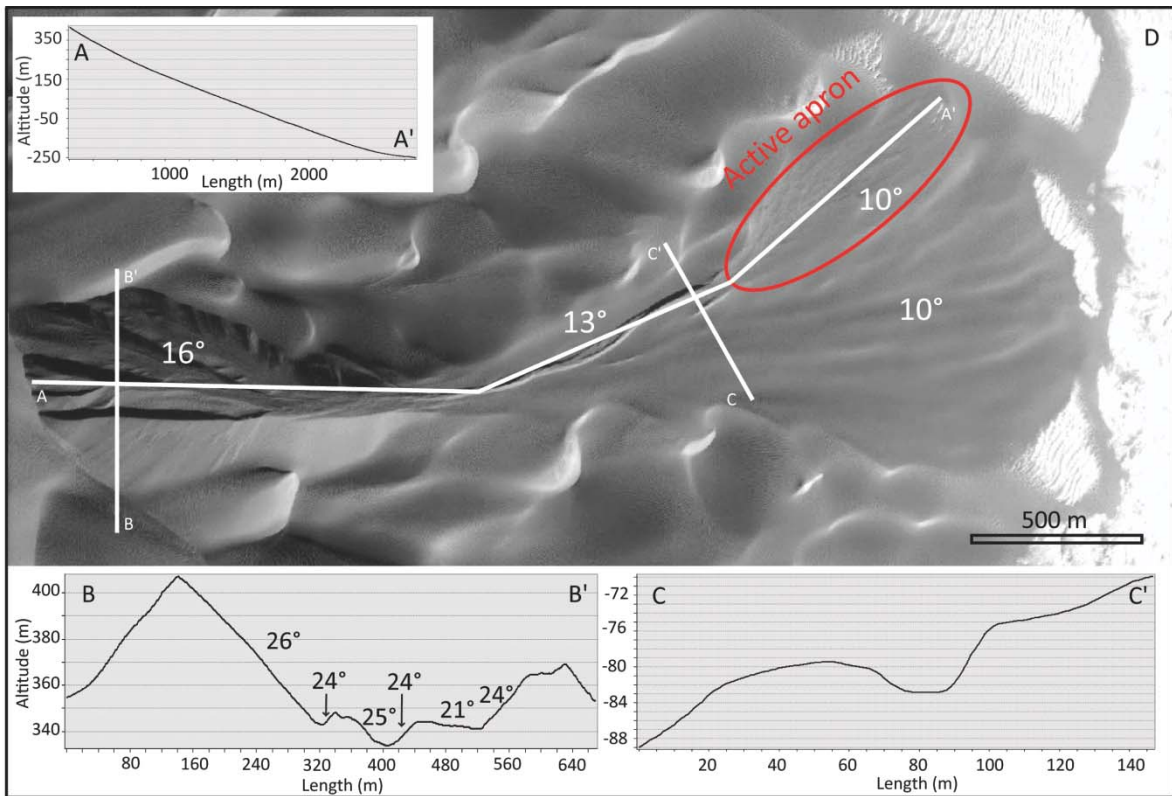 D
A
A'
Altitude (m)
350
150
-50
-250
1000
2000
Length (m)
Active apron
A'
10°
B'
C'
16°
13°
10°
A
C
B
500 m
B
B'
Altitude (m)
400
380
360
340
26°
24°
24°
25°
21°
24°
80
160
240
320
400
480
560
640
Length (m)
C
C'
-72
-76
-80
-84
-88
20
40
60
80
100
120
140
Length (m)